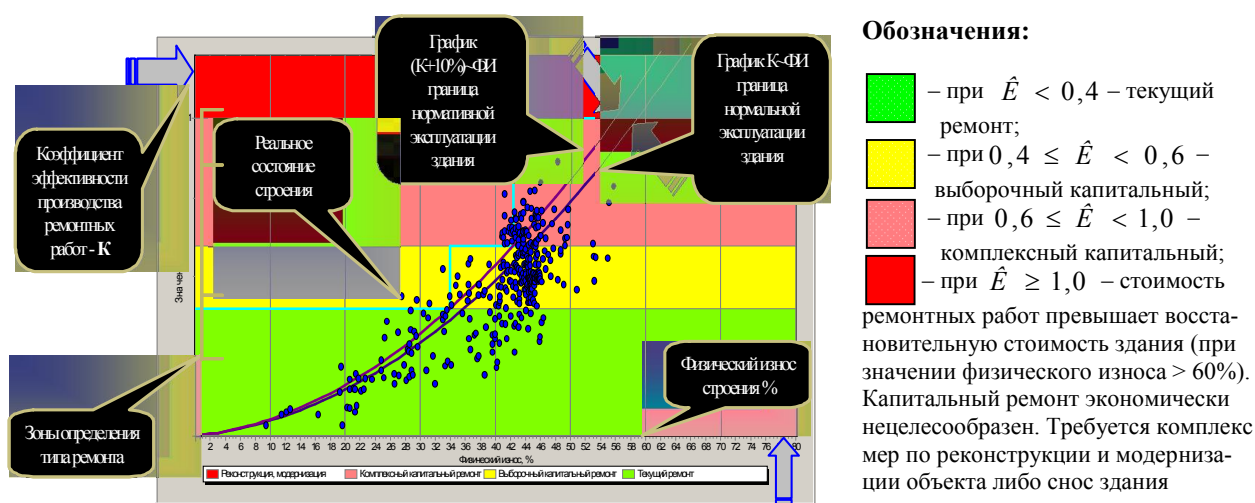 График
(К+10%)~ФИ
граница
нормативной
эксплуатации
здания
График К~ФИ
граница
нормальной
эксплуатации
здания
Коэффициент
эффективности
производства
ремонтных
работ - К
Реальное
состояние
строения
Физический износ
строения %
Зоны определения
типа ремонта
1
2 4 6 8 10 12 14 16 18 20 22 24 26 28 30 32 34 36 38 40 42 44 46 48 50 52 54 56 58 60 62 64 66 68 70 72 74 76 80
Физический износ, %
Реконструкция, модернизация Комплексный капитальный ремонт Выборочный капитальный ремонт Текущий ремонт
Обозначения:
– при Ê < 0,4 – текущий
ремонт;
– при 0,4 ≤ Ê < 0,6 –
выборочный капитальный;
– при 0,6 ≤ Ê < 1,0 –
комплексный капитальный;
– при Ê ≥ 1,0 – стоимость
ремонтных работ превышает восста-
новительную стоимость здания (при
значении физического износа > 60%).
Капитальный ремонт экономически
нецелесообразен. Требуется комплекс
мер по реконструкции и модерниза-
ции объекта либо снос здания